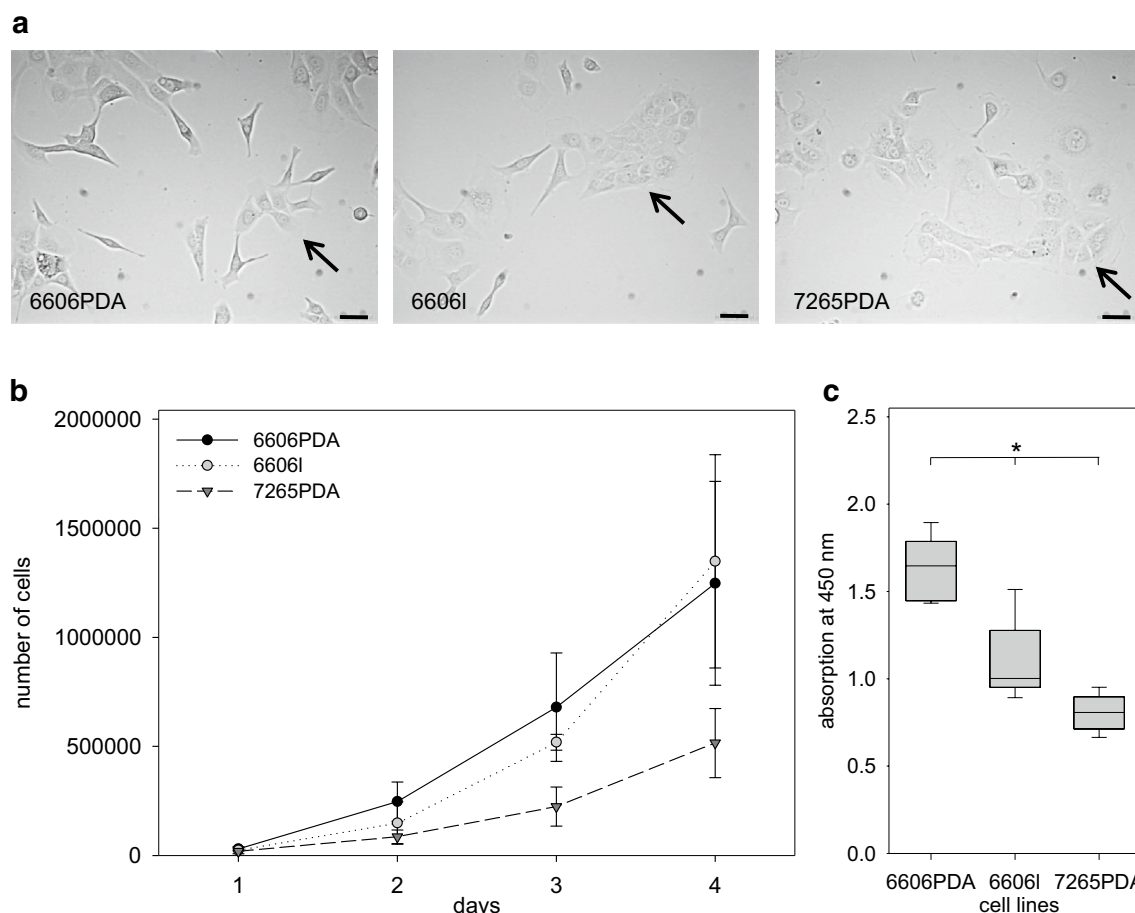 a
6606PDA
6606l
7265PDA
b
number of cells
2000000
1500000
1000000
500000
0
6606PDA
6606l
7265PDA
1 2 3 4
days
c
absorption at 450 nm
2.5
2.0
1.5
1.0
0.5
0.0
*
6606PDA 6606l 7265PDA
cell lines